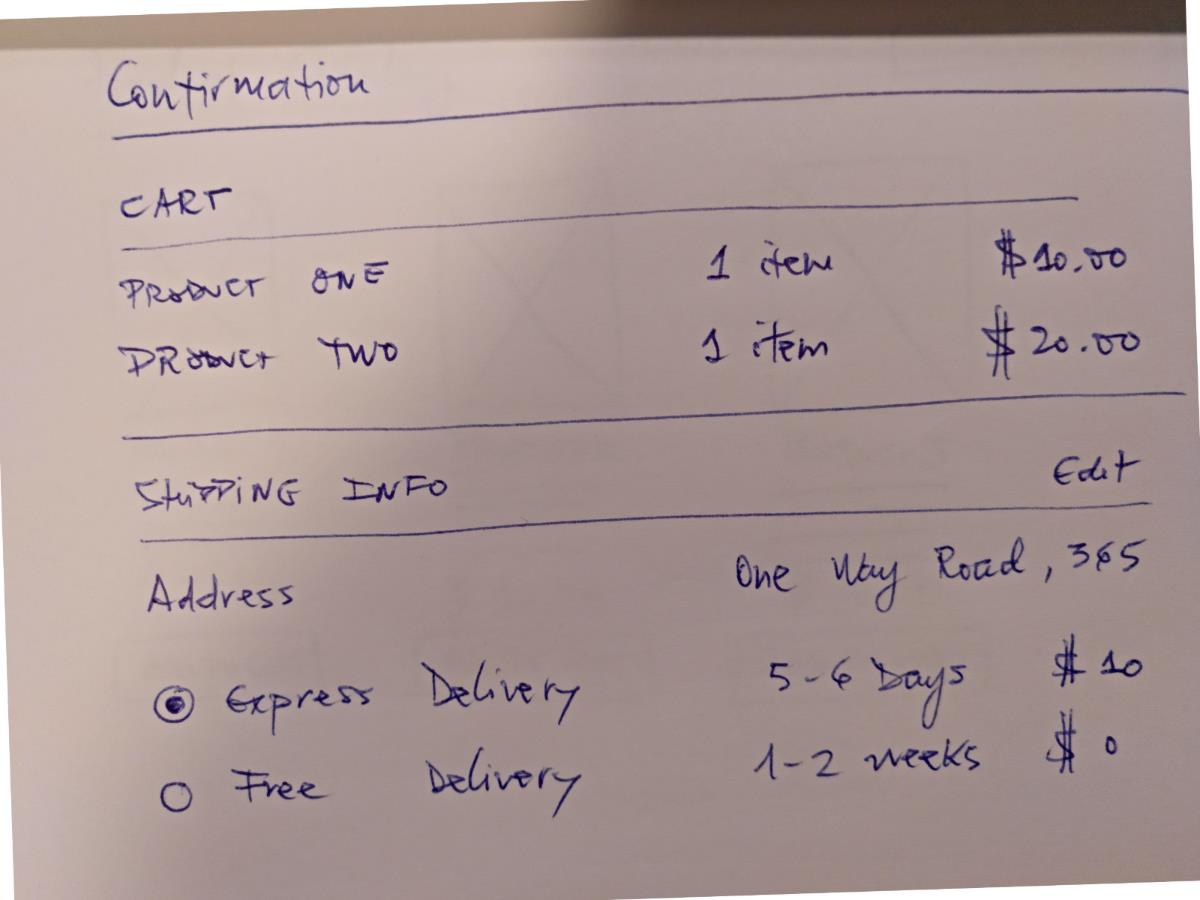 Confirmation
CART
PRODUCT ONE 1 item $10.00
PRODUCT TWO 1 item $20.00
SHIPPING INFO Edit
Address One Way Road, 365
Express Delivery 5-6 Days $10
Free Delivery 1-2 weeks $0